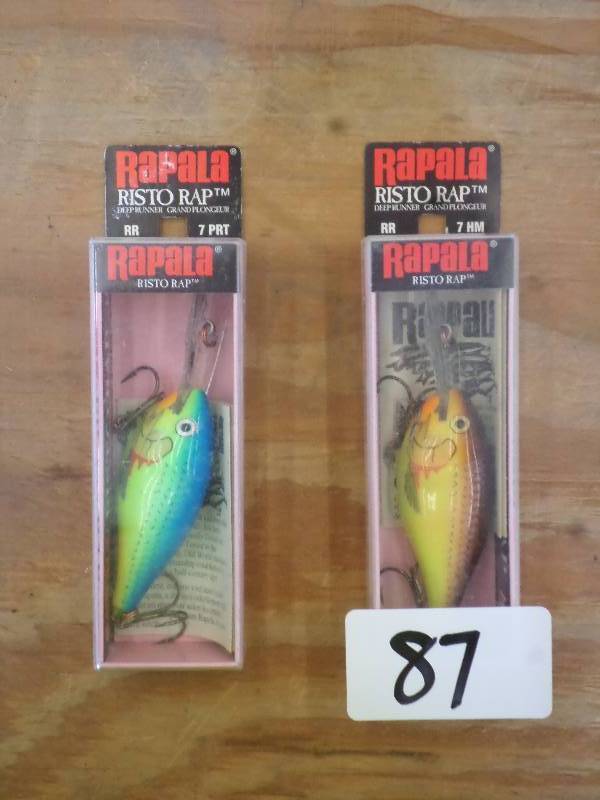 RAPALA®
RISTO RAP™
DEEP RUNNER GRAND PLONGEUR
RR 7 PRT
RAPALA®
RISTO RAP™
RAPALA®
RISTO RAP™
DEEP RUNNER GRAND PLONGEUR
RR 7 HM
RAPALA®
RISTO RAP™
87